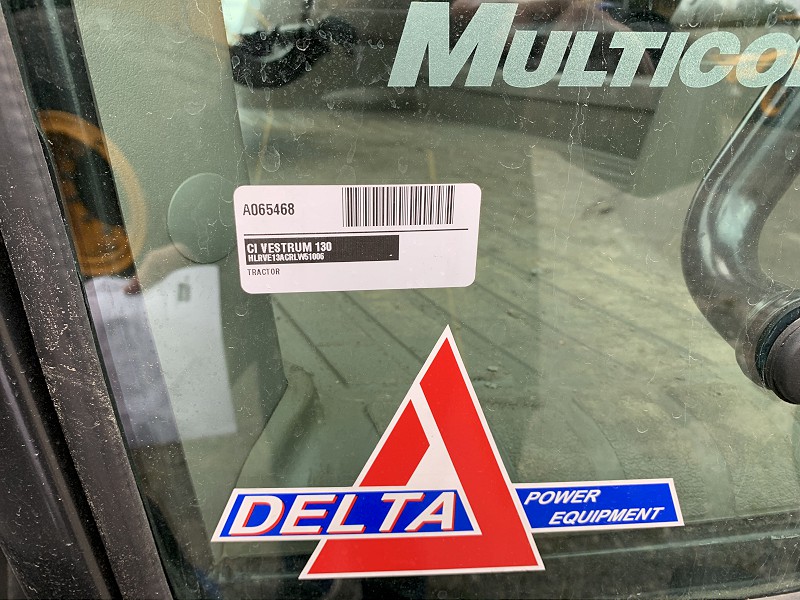 MULTICO
A065468
CI VESTRUM 130
HLRVE13ACRLW51006
TRACTOR
DELTA
POWER
EQUIPMENT